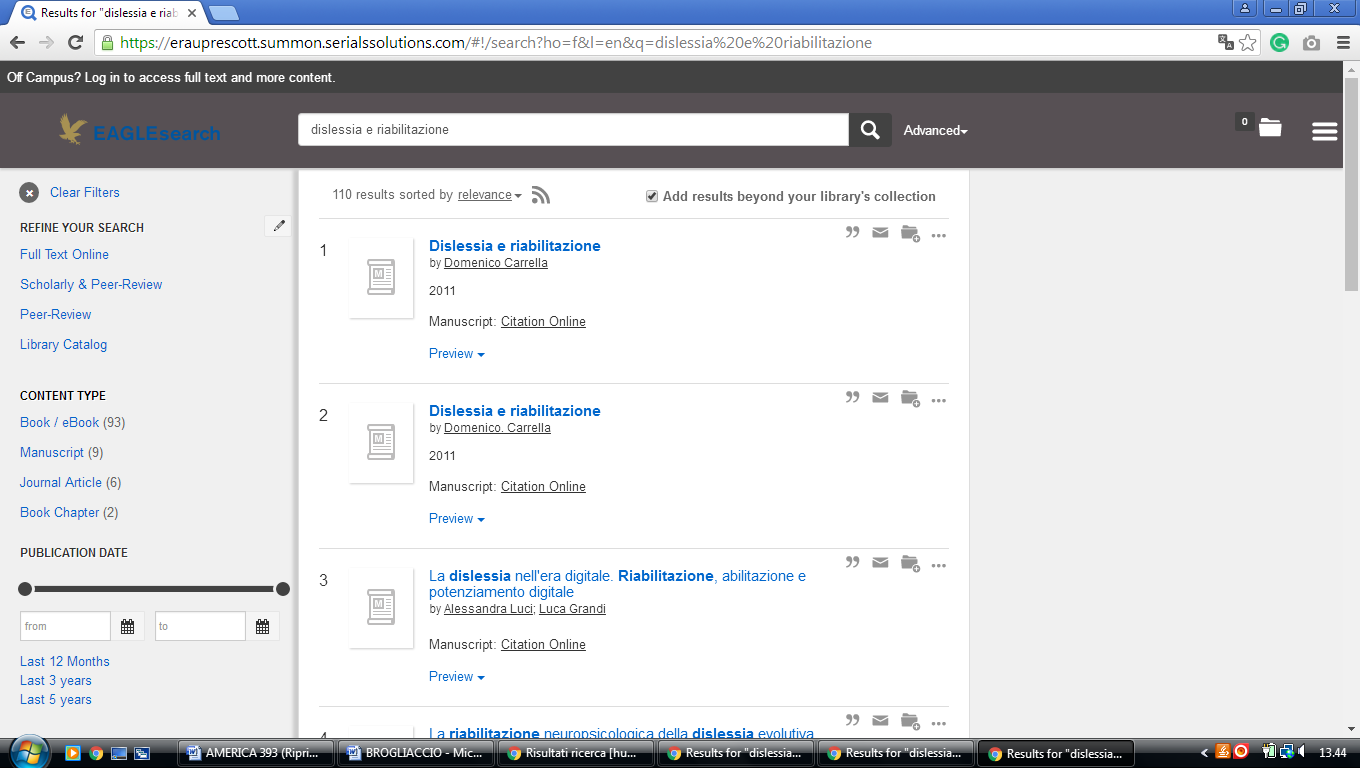 Results for "dislessia e riab
https://erauprescott.summon.serialssolutions.com/#!/search?ho=f&l=en&q=dislessia%20e%20riabilitazione
Off Campus? Log in to access full text and more content.
EAGLEsearch
dislessia e riabilitazione
Advanced
0
Clear Filters
REFINE YOUR SEARCH
Full Text Online
Scholarly & Peer-Review
Peer-Review
Library Catalog
CONTENT TYPE
Book / eBook (93)
Manuscript (9)
Journal Article (6)
Book Chapter (2)
PUBLICATION DATE
from
to
Last 12 Months
Last 3 years
Last 5 years
110 results sorted by relevance
Add results beyond your library's collection
1
Dislessia e riabilitazione
by Domenico Carrella
2011
Manuscript: Citation Online
Preview
2
Dislessia e riabilitazione
by Domenico. Carrella
2011
Manuscript: Citation Online
Preview
3
La dislessia nell'era digitale. Riabilitazione, abilitazione e
potenziamento digitale
by Alessandra Luci; Luca Grandi
Manuscript: Citation Online
Preview
4
La riabilitazione neuropsicologica della dislessia evolutiva
AMERICA 393 (Ripri...
BROGLIACCIO - Mic...
Risultati ricerca [hu...
Results for "dislessia...
Results for "dislessia...
Results for "dislessia...
13.44